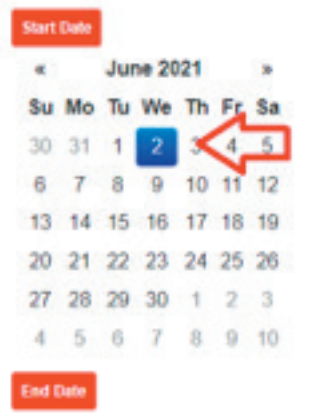 Start Date
« June 2021 »
Su Mo Tu We Th Fr Sa
30 31 1 2 3 4 5
6 7 8 9 10 11 12
13 14 15 16 17 18 19
20 21 22 23 24 25 26
27 28 29 30 1 2 3
4 5 6 7 8 9 10
End Date